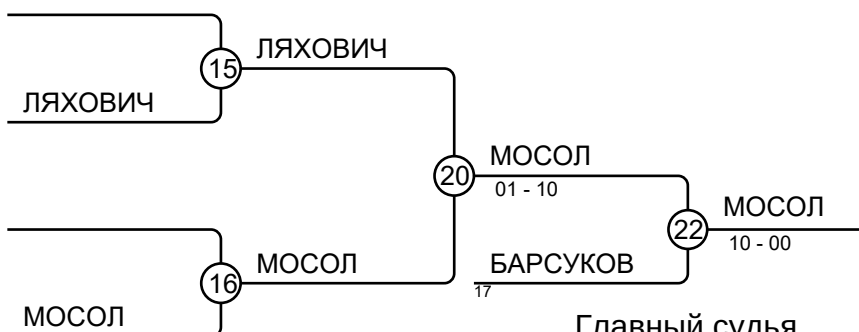 15
ЛЯХОВИЧ
ЛЯХОВИЧ
20
МОСОЛ
01 - 10
22
МОСОЛ
10 - 00
16
МОСОЛ
БАРСУКОВ
17
МОСОЛ
Главный судья